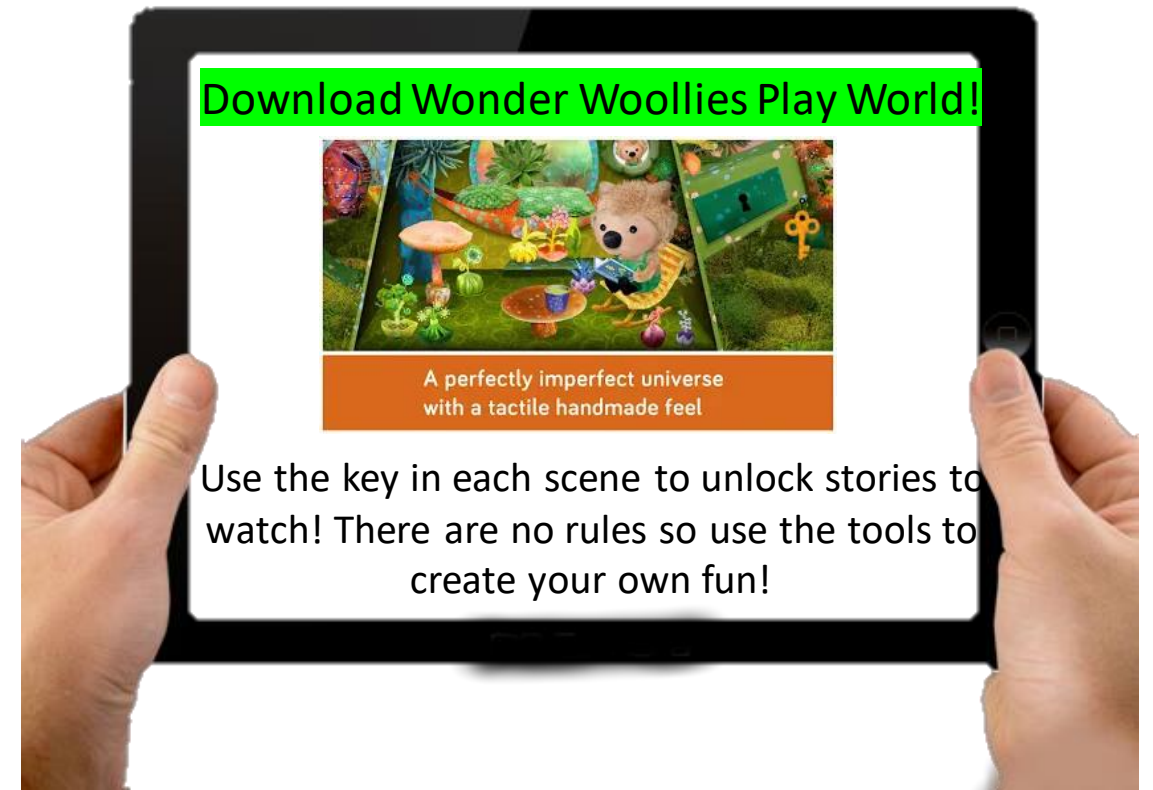 Download Wonder Woollies Play World!
A perfectly imperfect universe
with a tactile handmade feel
Use the key in each scene to unlock stories to
watch! There are no rules so use the tools to
create your own fun!